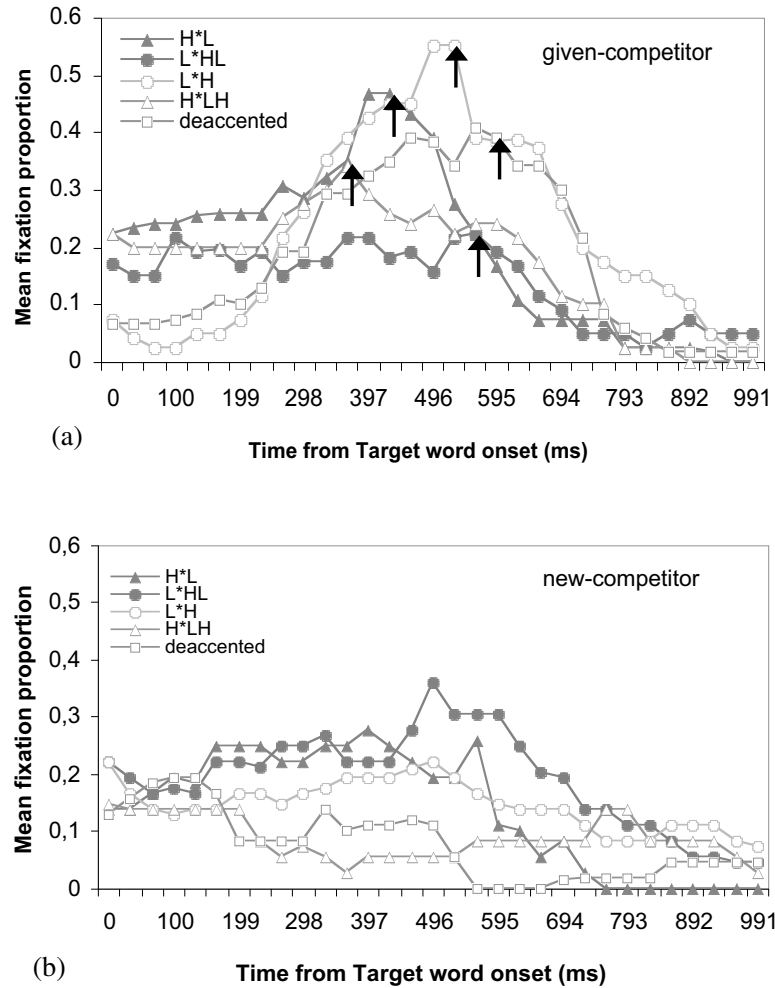 0.6
H*L
given-competitor
L*HL
0.5
L*H
H*LH
0.4
deaccented
0.3
0.2
0.1
0
Mean fixation proportion
0 100 199 298 397 496 595 694 793 892 991
(a)
Time from Target word onset (ms)
0,6
H*L
new-competitor
L*HL
0,5
L*H
H*LH
0,4
deaccented
0,3
0,2
0,1
0
Mean fixation proportion
0 100 199 298 397 496 595 694 793 892 991
(b)
Time from Target word onset (ms)